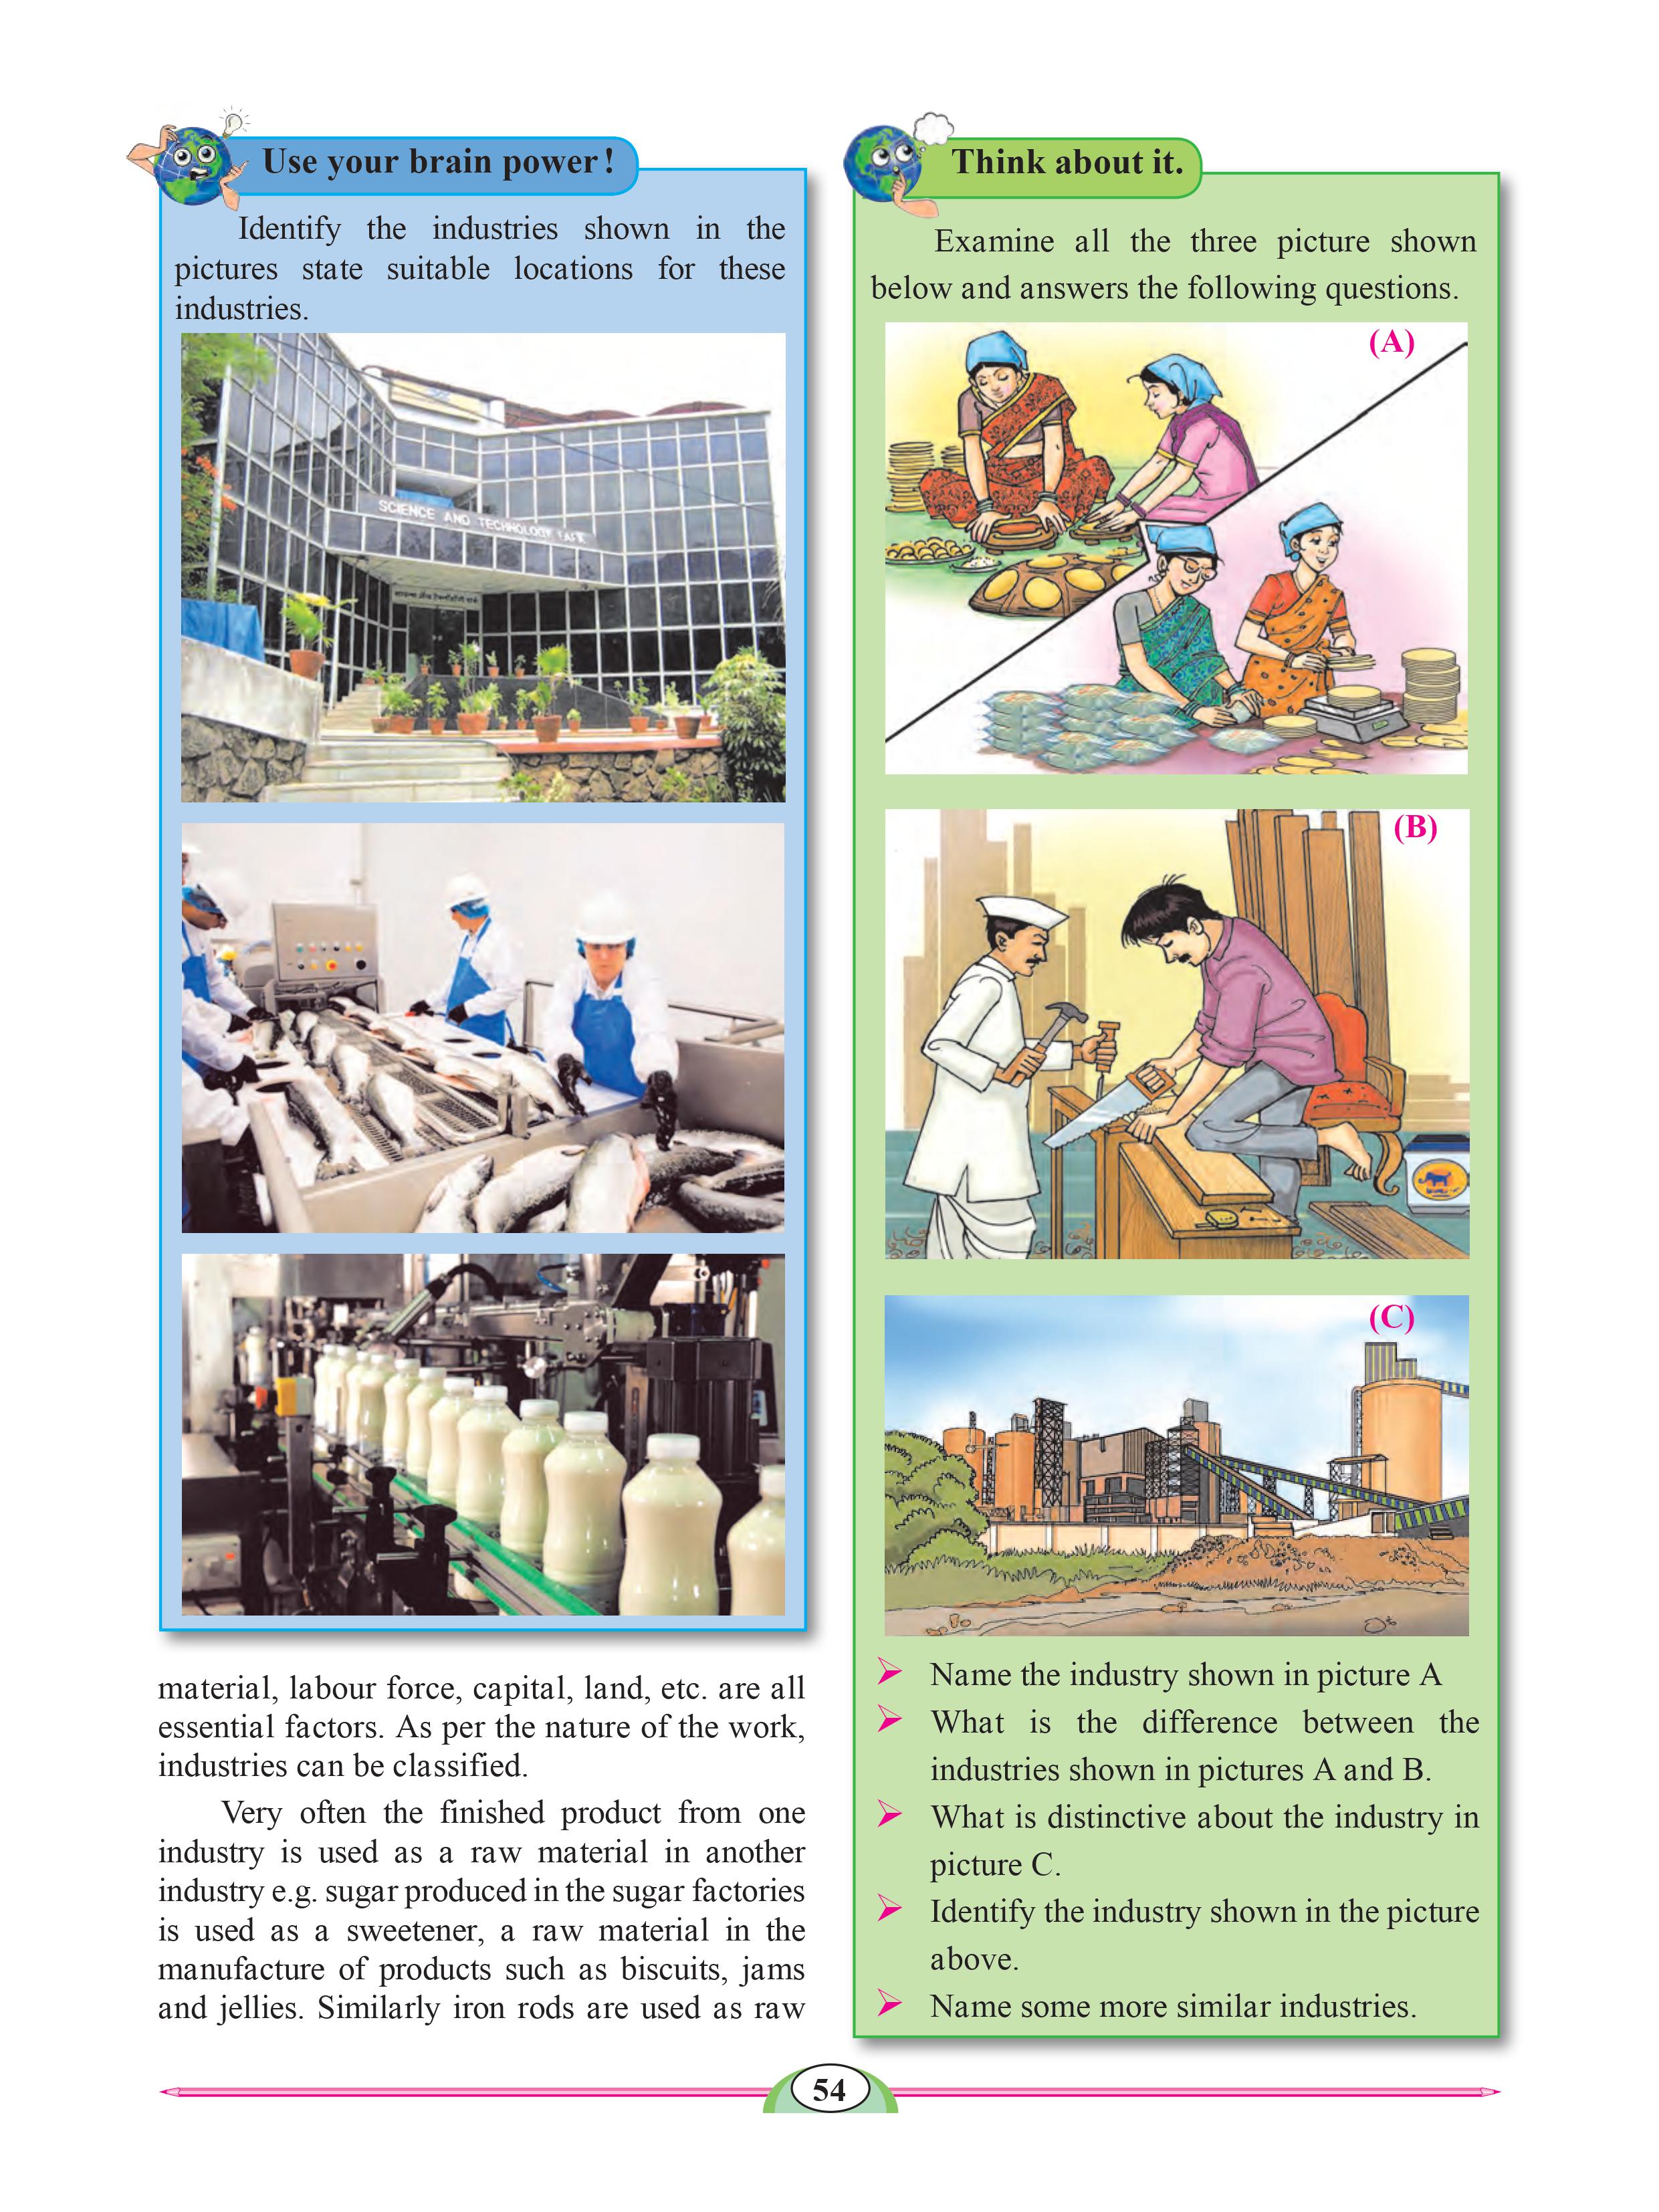 Use your brain power!
Identify the industries shown in the
pictures state suitable locations for these
industries.
SCIENCE AND TECHNOLOGY PARK
material, labour force, capital, land, etc. are all
essential factors. As per the nature of the work,
industries can be classified.
Very often the finished product from one
industry is used as a raw material in another
industry e.g. sugar produced in the sugar factories
is used as a sweetener, a raw material in the
manufacture of products such as biscuits, jams
and jellies. Similarly iron rods are used as raw
Think about it.
Examine all the three picture shown
below and answers the following questions.
(A)
(B)
(C)
Name the industry shown in picture A
What is the difference between the
industries shown in pictures A and B.
What is distinctive about the industry in
picture C.
Identify the industry shown in the picture
above.
Name some more similar industries.
54